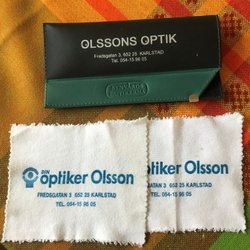 OLSSONS OPTIK
Fredsgatan 3, 652 25 KARLSTAD
Tel. 054-15 96 05
DIN
optiker Olsson
FREDSGATAN 3 652 25 KARLSTAD
TEL. 054-15 96 05
optiker Olsson
FREDSGATAN 3 652 25 KARLSTAD
TEL. 054-15 96 05